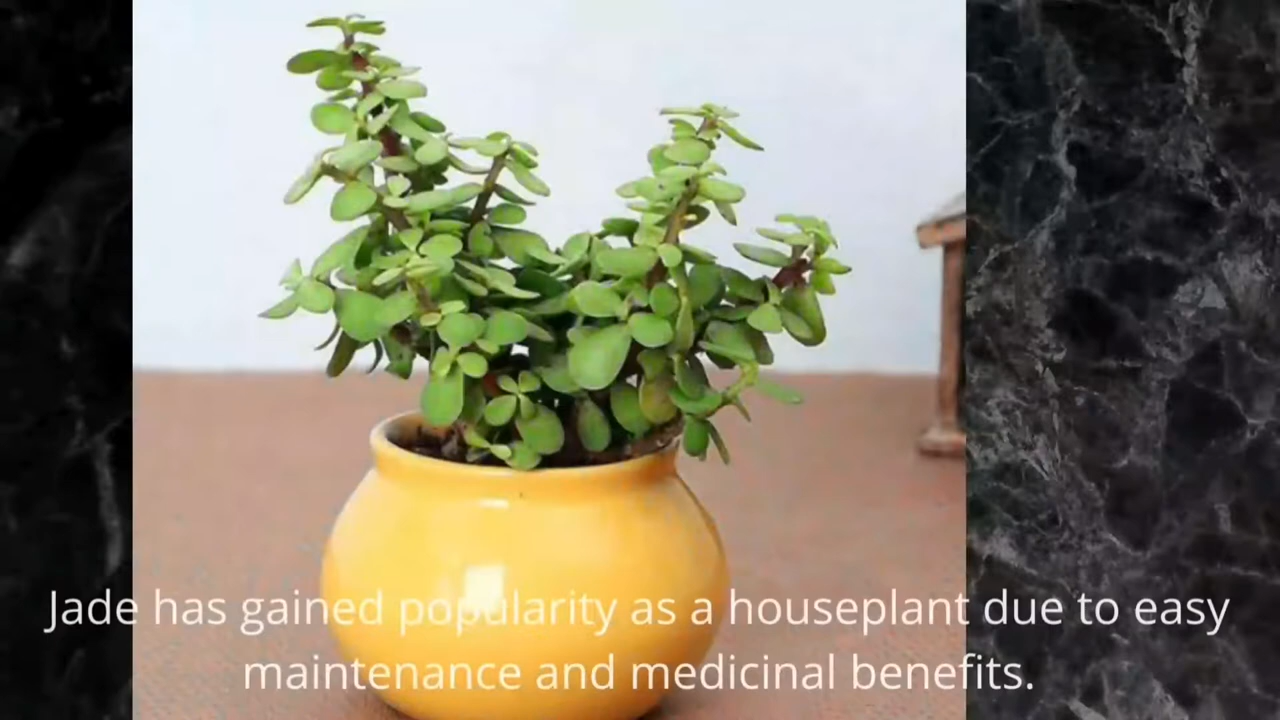 Jade has gained popularity as a houseplant due to easy
maintenance and medicinal benefits.